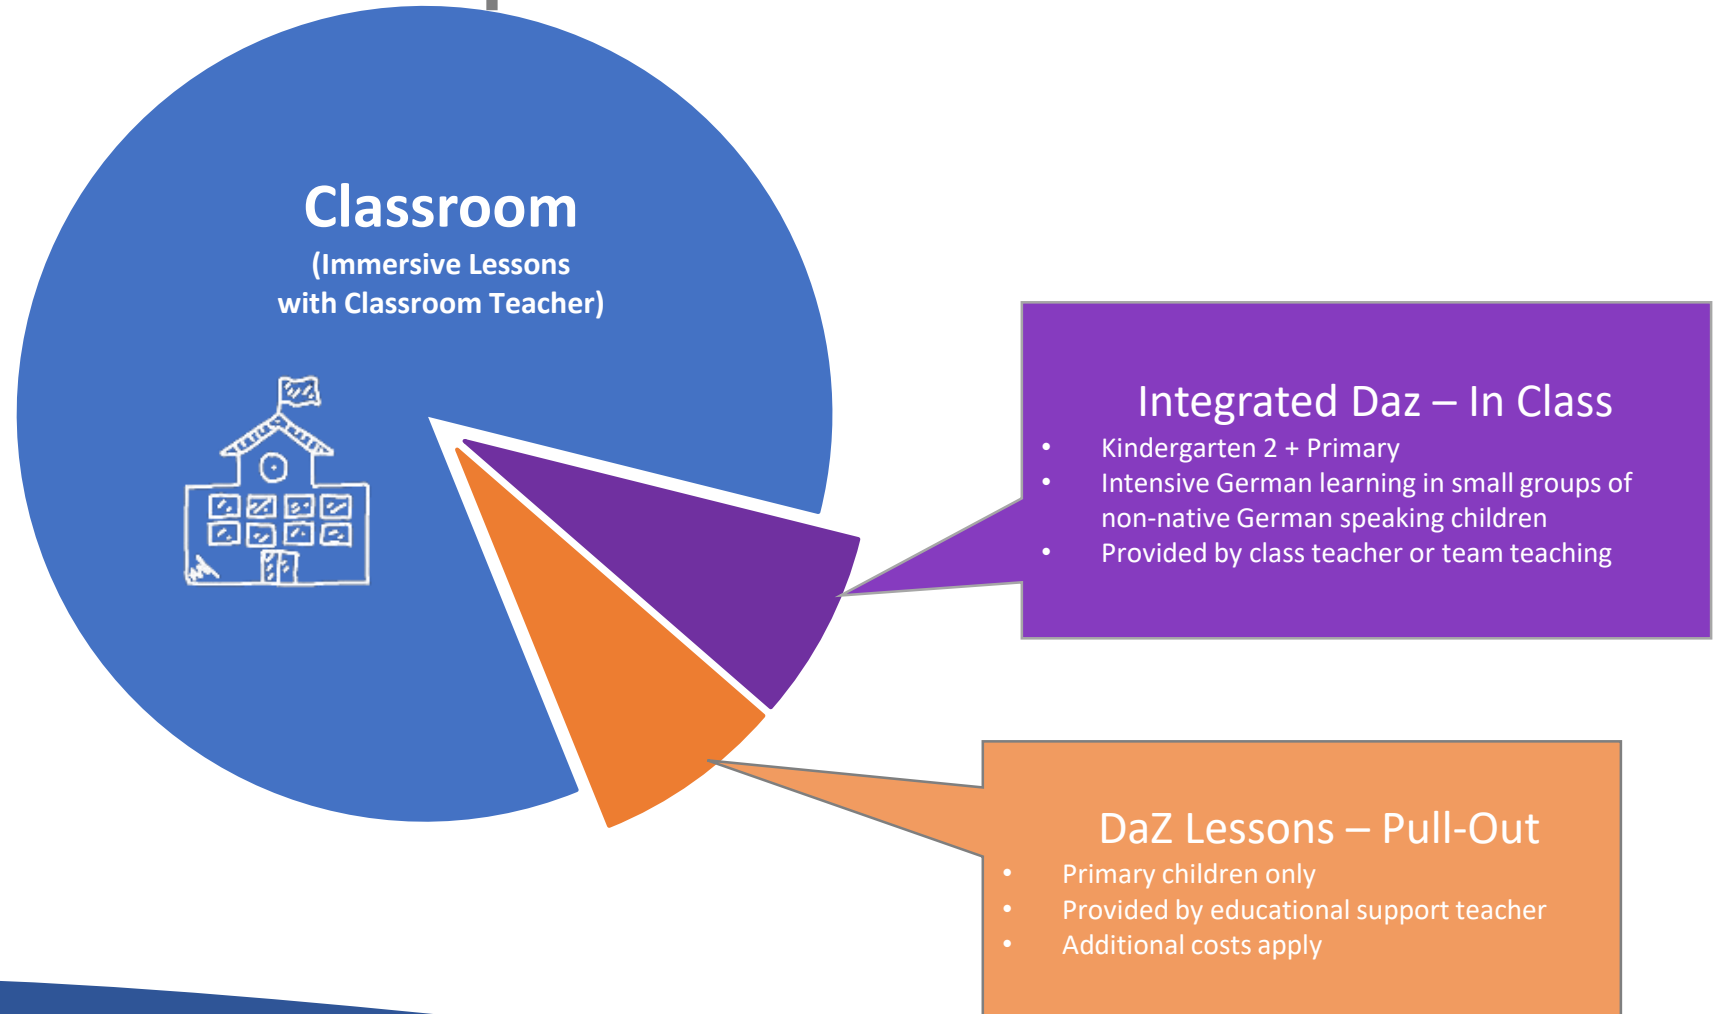 Classroom
(Immersive Lessons
with Classroom Teacher)
Integrated Daz – In Class
• Kindergarten 2 + Primary
• Intensive German learning in small groups of
non-native German speaking children
• Provided by class teacher or team teaching
DaZ Lessons – Pull-Out
• Primary children only
• Provided by educational support teacher
• Additional costs apply